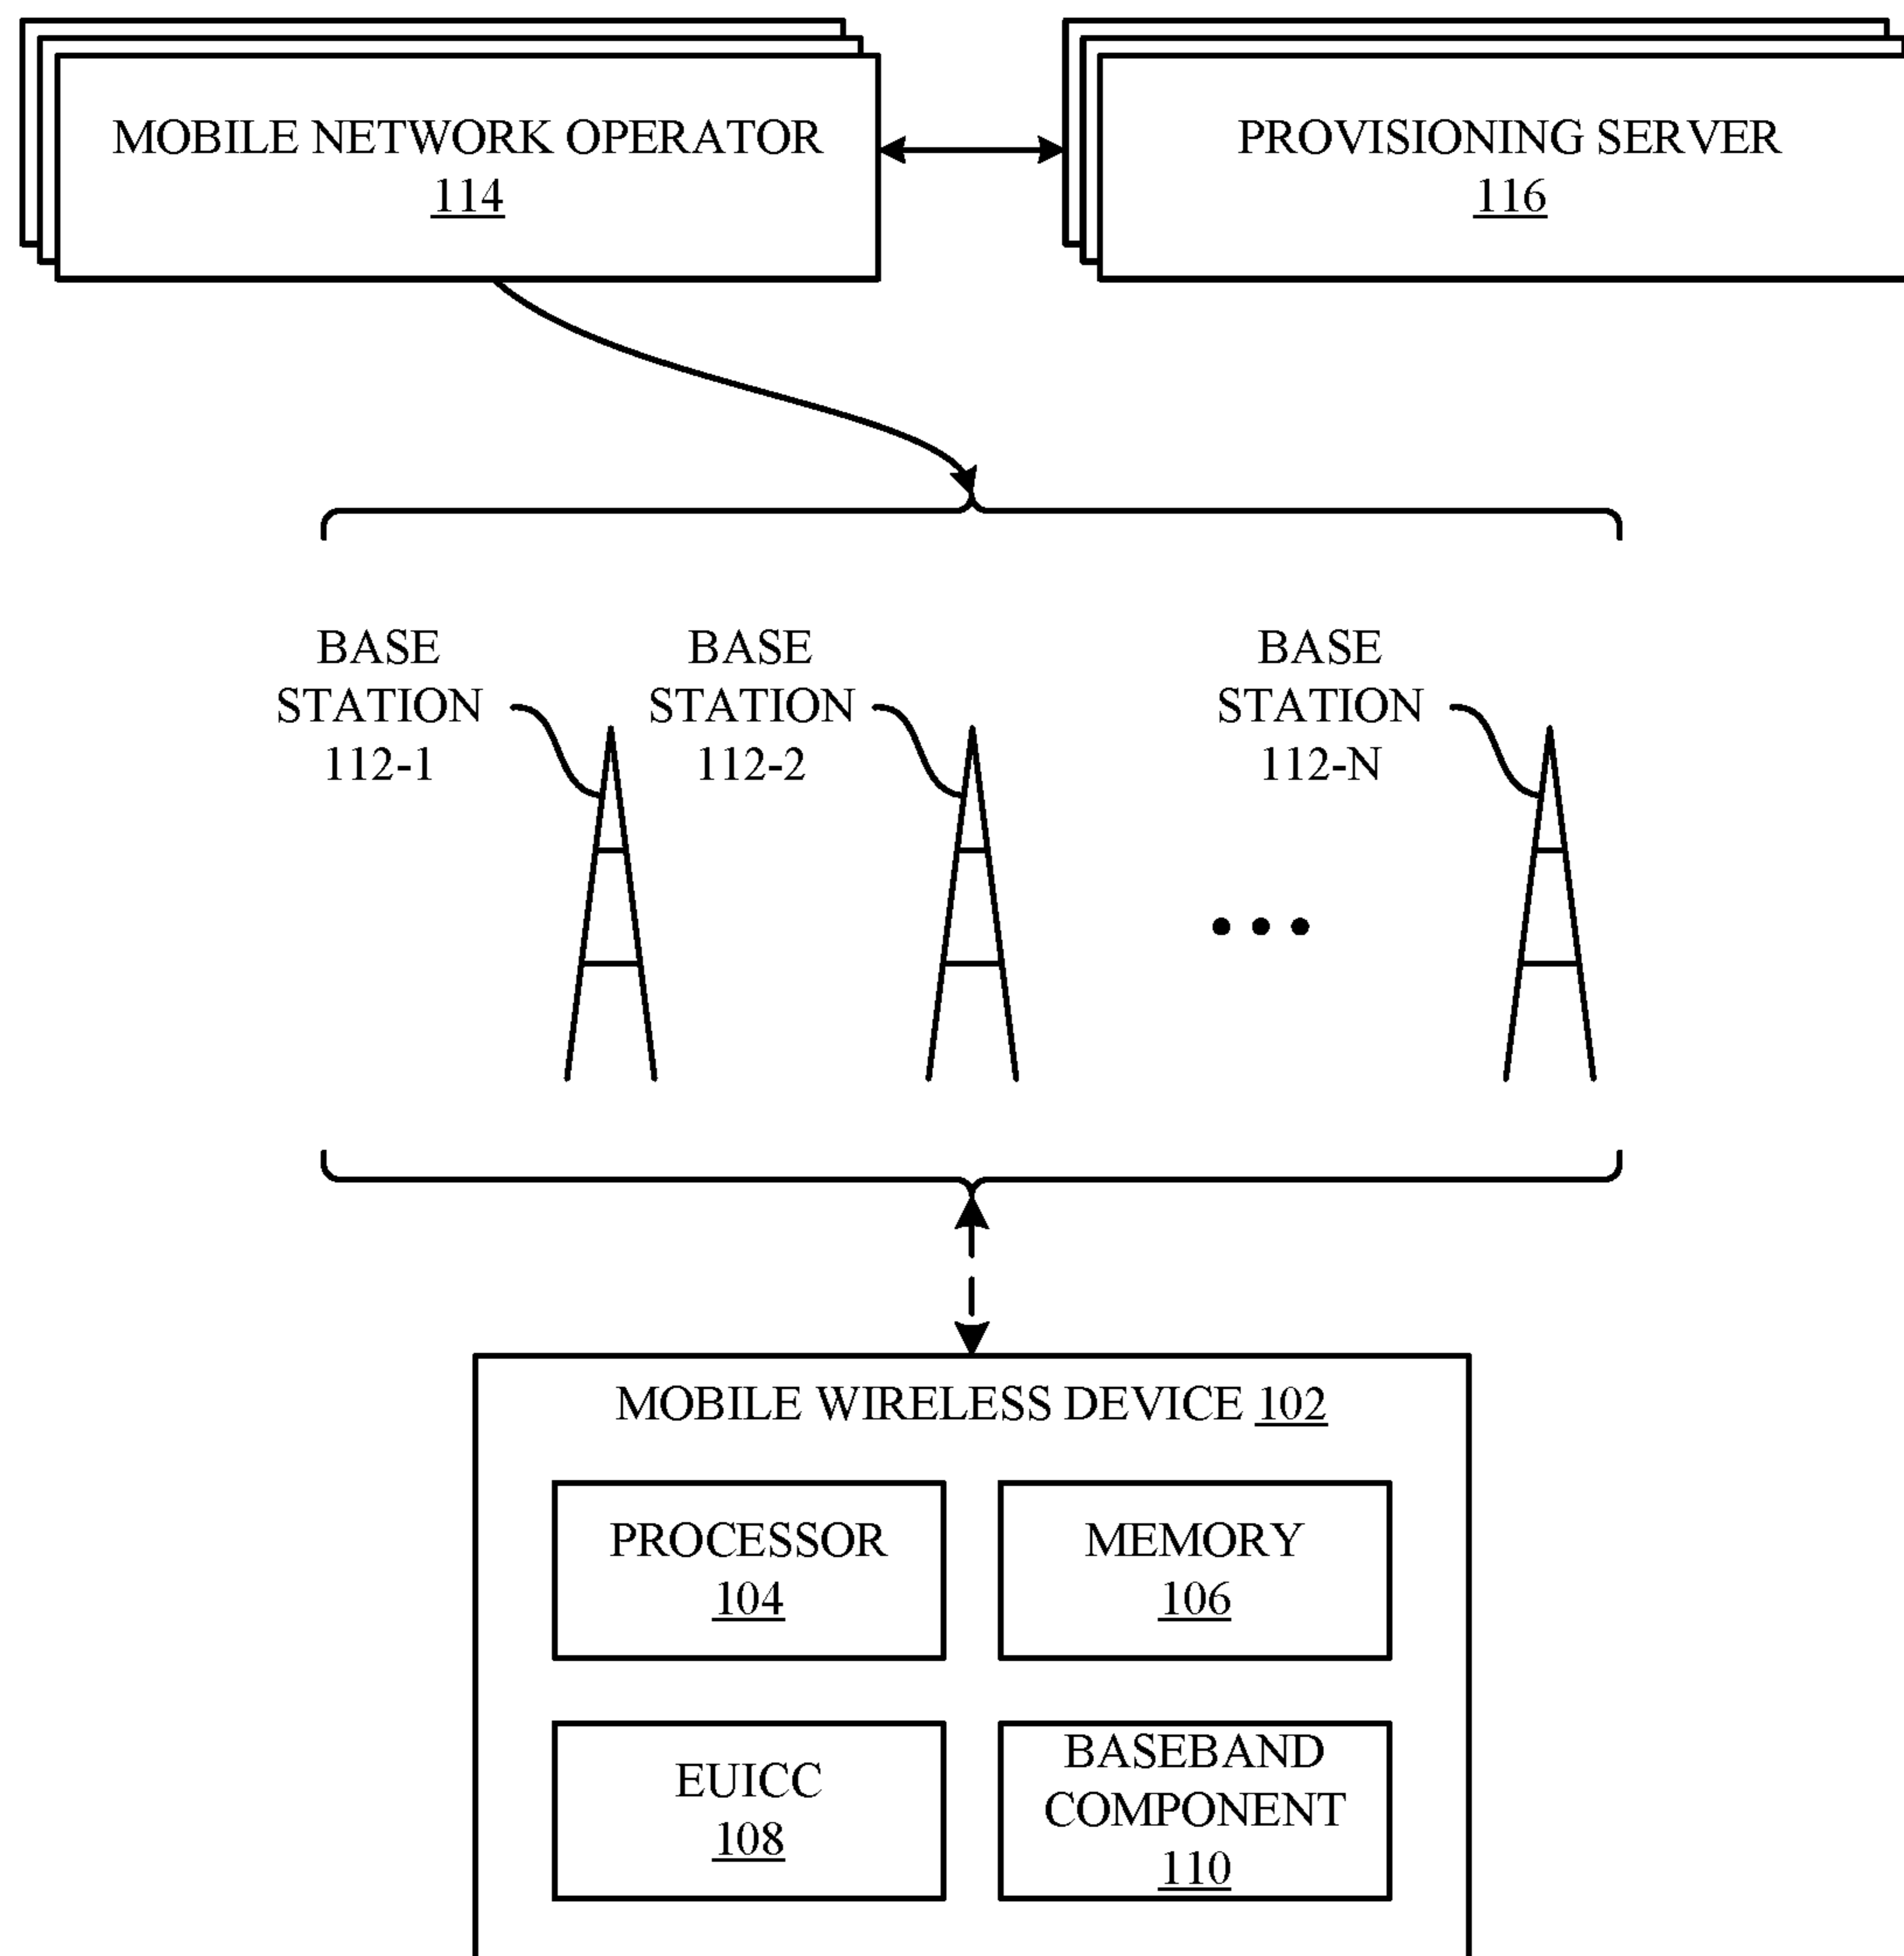 MOBILE NETWORK OPERATOR
114
PROVISIONING SERVER
116
BASE
STATION
112-1
BASE
STATION
112-2
BASE
STATION
112-N
MOBILE WIRELESS DEVICE 102
PROCESSOR
104
MEMORY
106
EUICC
108
BASEBAND
COMPONENT
110